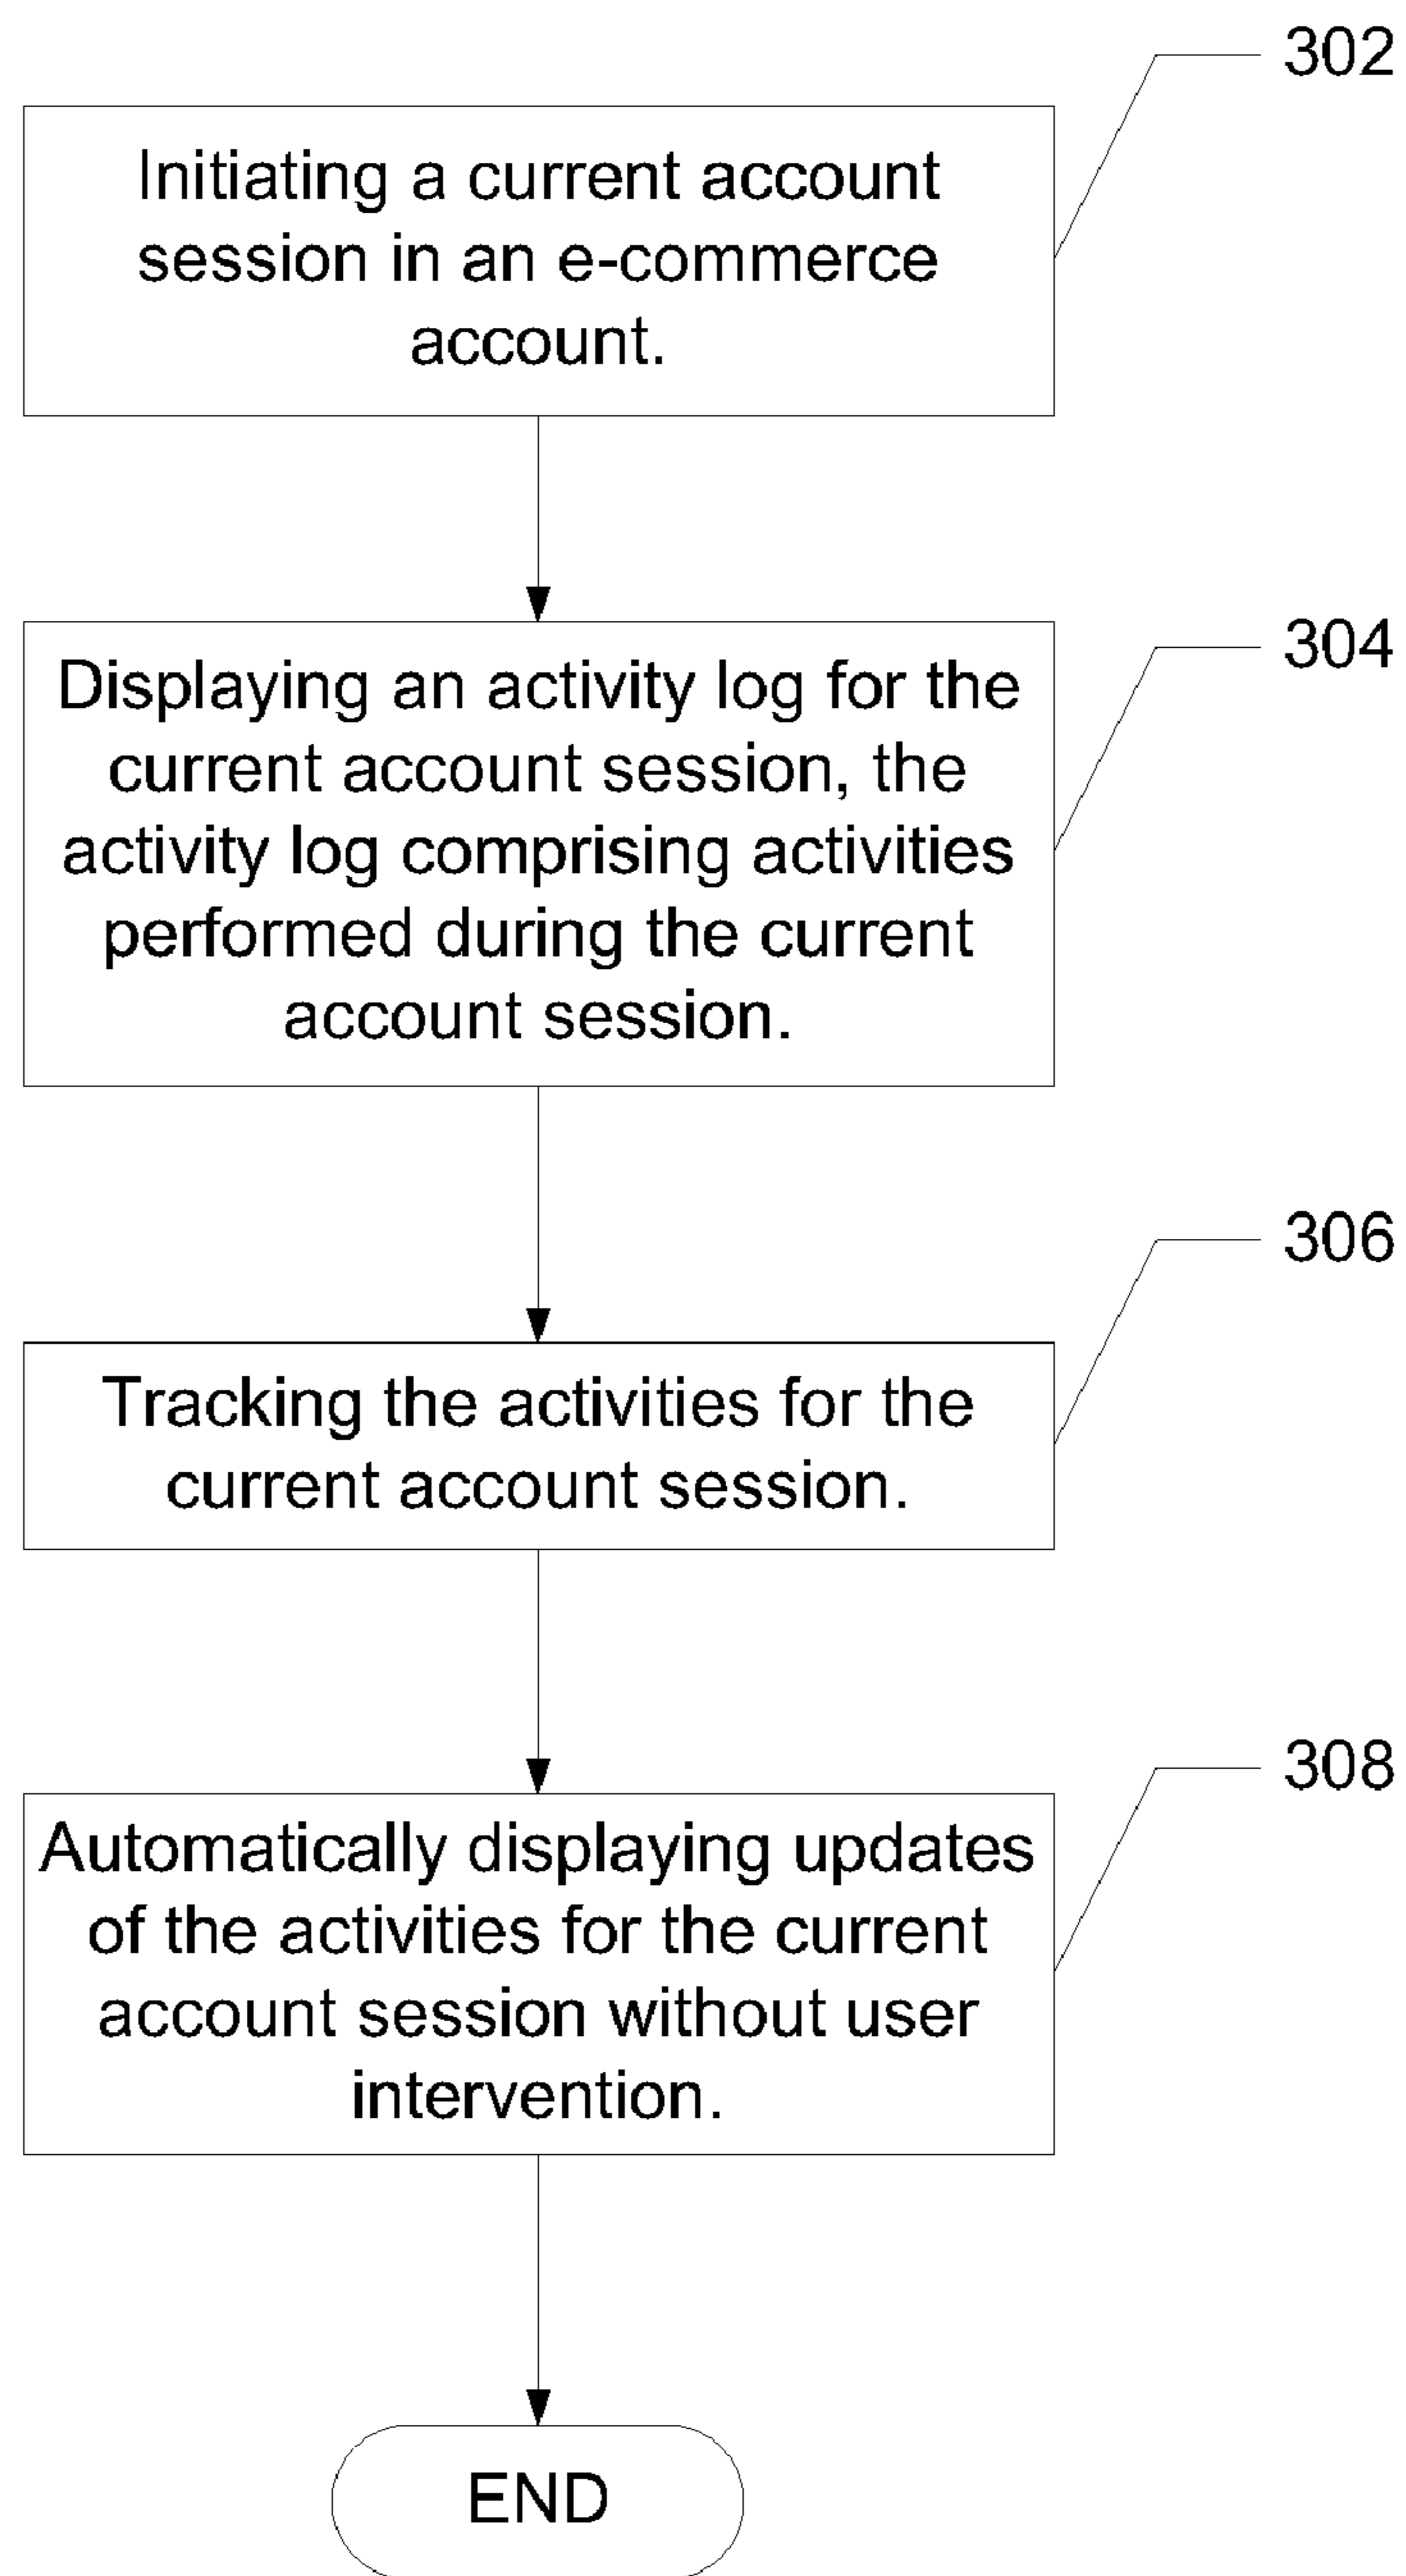 302
Initiating a current account
session in an e-commerce
account.
304
Displaying an activity log for the
current account session, the
activity log comprising activities
performed during the current
account session.
306
Tracking the activities for the
current account session.
308
Automatically displaying updates
of the activities for the current
account session without user
intervention.
END